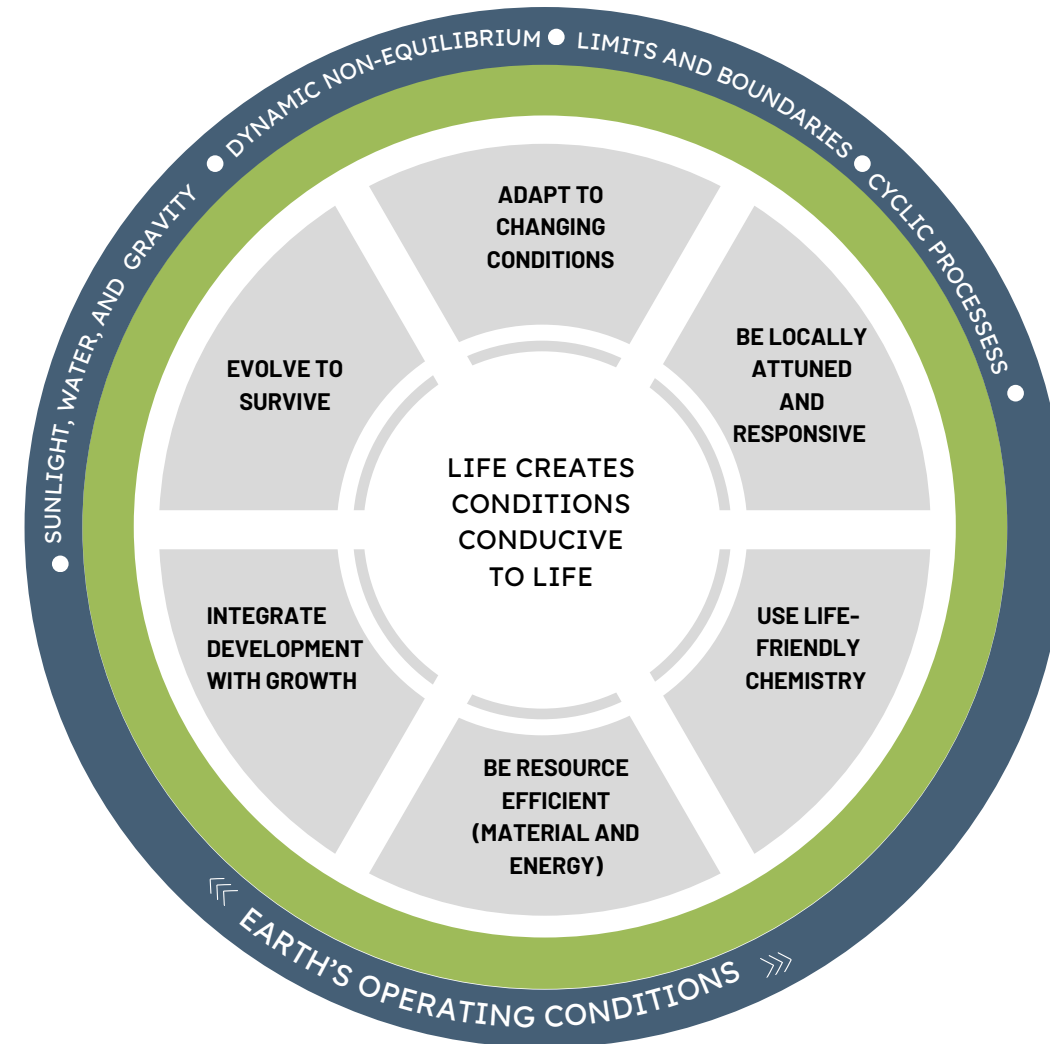 SUNLIGHT, WATER, AND GRAVITY
DYNAMIC NON-EQUILIBRIUM
LIMITS AND BOUNDARIES
CYCLIC PROCESSESS
ADAPT TO
CHANGING
CONDITIONS
BE LOCALLY
ATTUNED
AND
RESPONSIVE
USE LIFE-
FRIENDLY
CHEMISTRY
BE RESOURCE
EFFICIENT
(MATERIAL AND
ENERGY)
INTEGRATE
DEVELOPMENT
WITH GROWTH
EVOLVE TO
SURVIVE
LIFE CREATES
CONDITIONS
CONDUCIVE
TO LIFE
EARTH'S OPERATING CONDITIONS